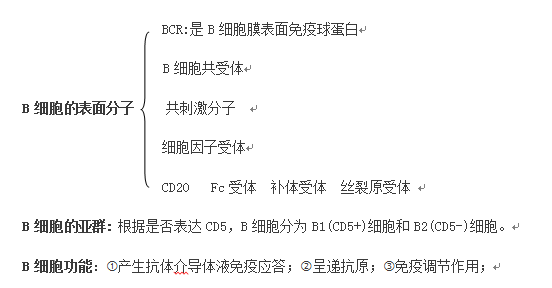 BCR:是 B 细胞膜表面免疫球蛋白
B 细胞共受体
共刺激分子
B 细胞的表面分子
细胞因子受体
CD20 Fc 受体 补体受体 丝裂原受体
B 细胞的亚群：根据是否表达 CD5，B 细胞分为 B1(CD5+)细胞和 B2(CD5-)细胞。
B 细胞功能：①产生抗体介导体液免疫应答；②呈递抗原；③免疫调节作用；